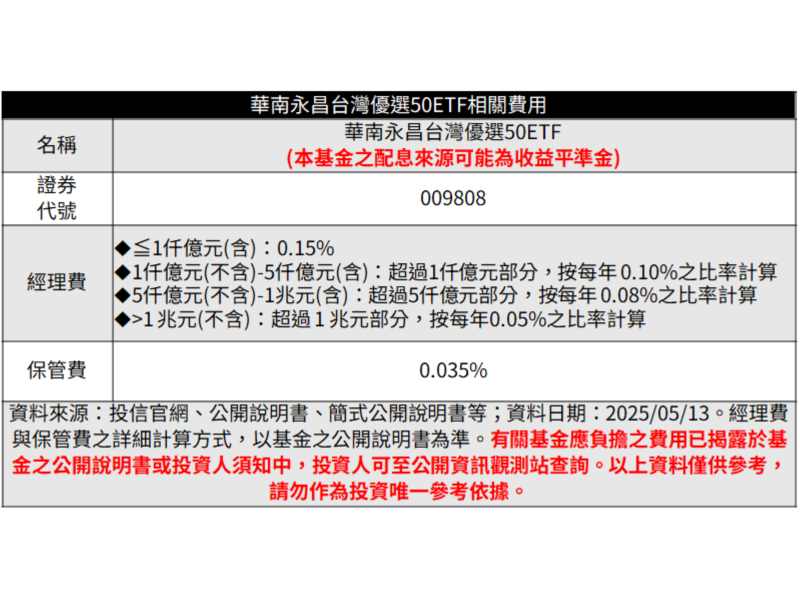 華南永昌台灣優選50ETF相關費用
名稱
華南永昌台灣優選50ETF
(本基金之配息來源可能為收益平準金)
證券
代號
009808
經理費
◆≦1仟億元(含)：0.15%
◆1仟億元(不含)-5仟億元(含)：超過1仟億元部分，按每年0.10%之比率計算
◆5仟億元(不含)-1兆元(含)：超過5仟億元部分，按每年0.08%之比率計算
◆>1兆元(不含)：超過1兆元部分，按每年0.05%之比率計算
保管費
0.035%
資料來源：投信官網、公開說明書、簡式公開說明書等；資料日期：2025/05/13。經理費
與保管費之詳細計算方式，以基金之公開說明書為準。有關基金應負擔之費用已揭露於基
金之公開說明書或投資人須知中，投資人可至公開資訊觀測站查詢。以上資料僅供參考，
請勿作為投資唯一參考依據。